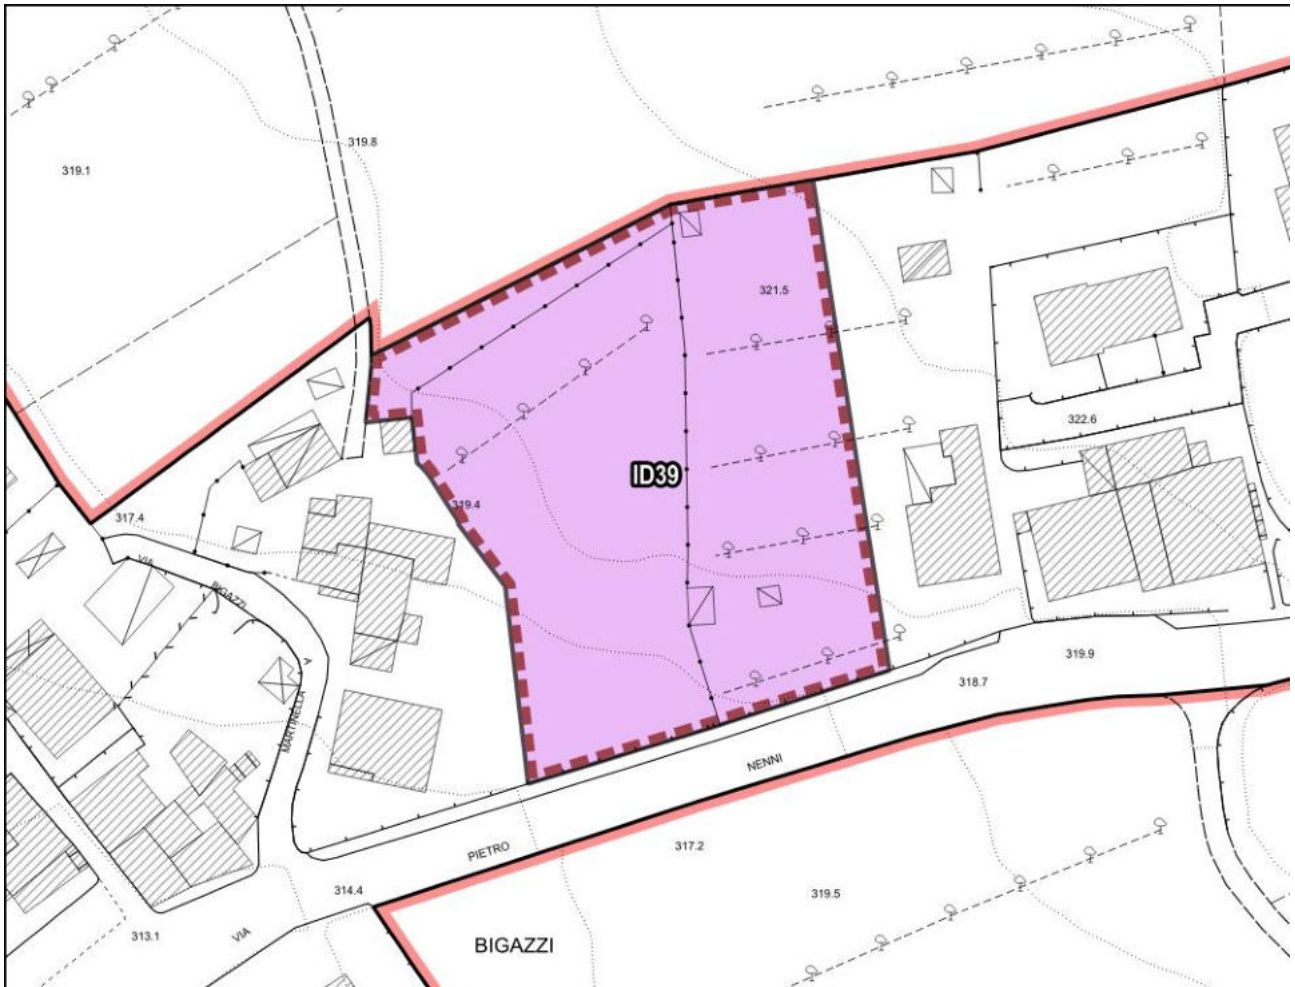 319.8
319.1
321.5
322.6
ID39
319.4
317.4
VIA
BIGAZZI
A
MARTINELLA
319.9
318.7
NENNI
PIETRO
317.2
314.4
319.5
VIA
313.1
BIGAZZI